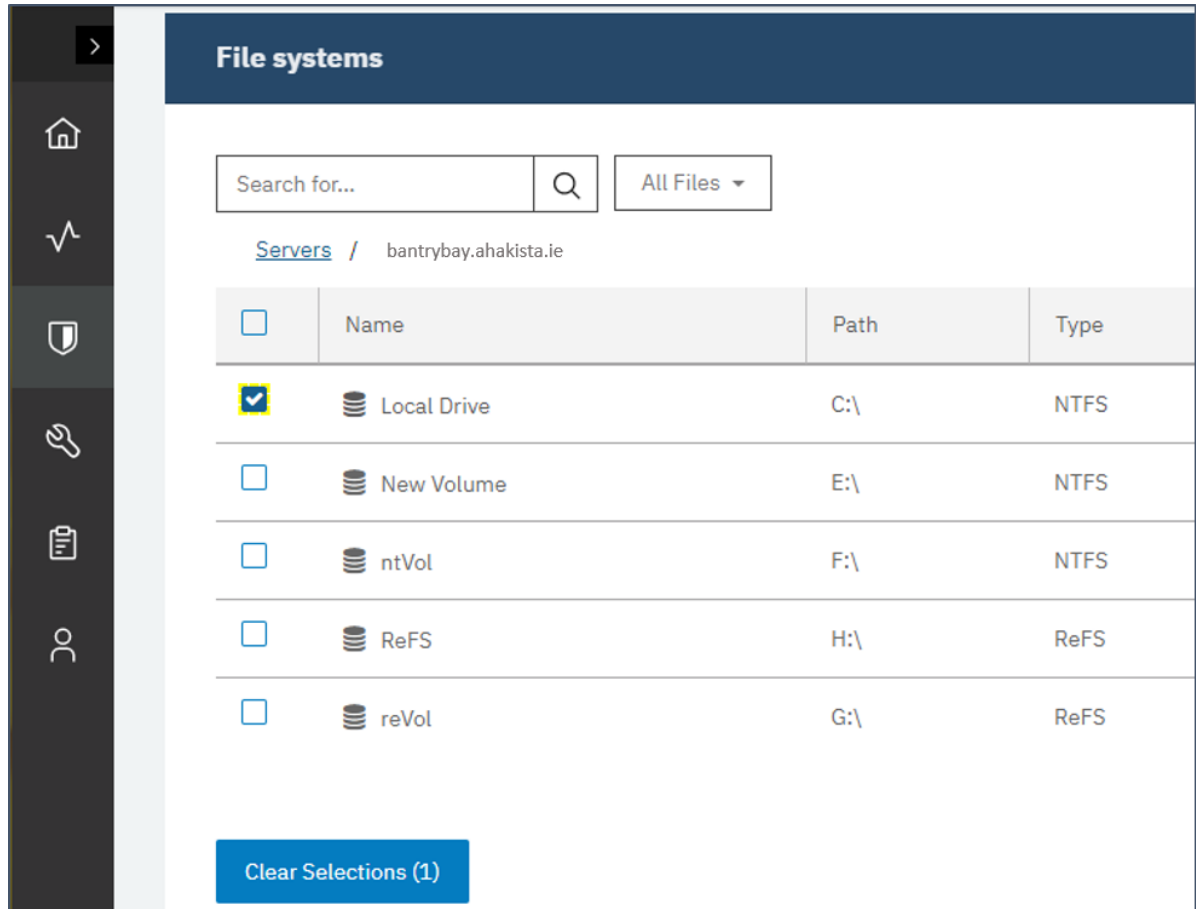 File systems
Search for...
All Files
Servers / bantrybay.ahakista.ie
Name Path Type
Local Drive C:\ NTFS
New Volume E:\ NTFS
ntVol F:\ NTFS
ReFS H:\ ReFS
reVol G:\ ReFS
Clear Selections (1)